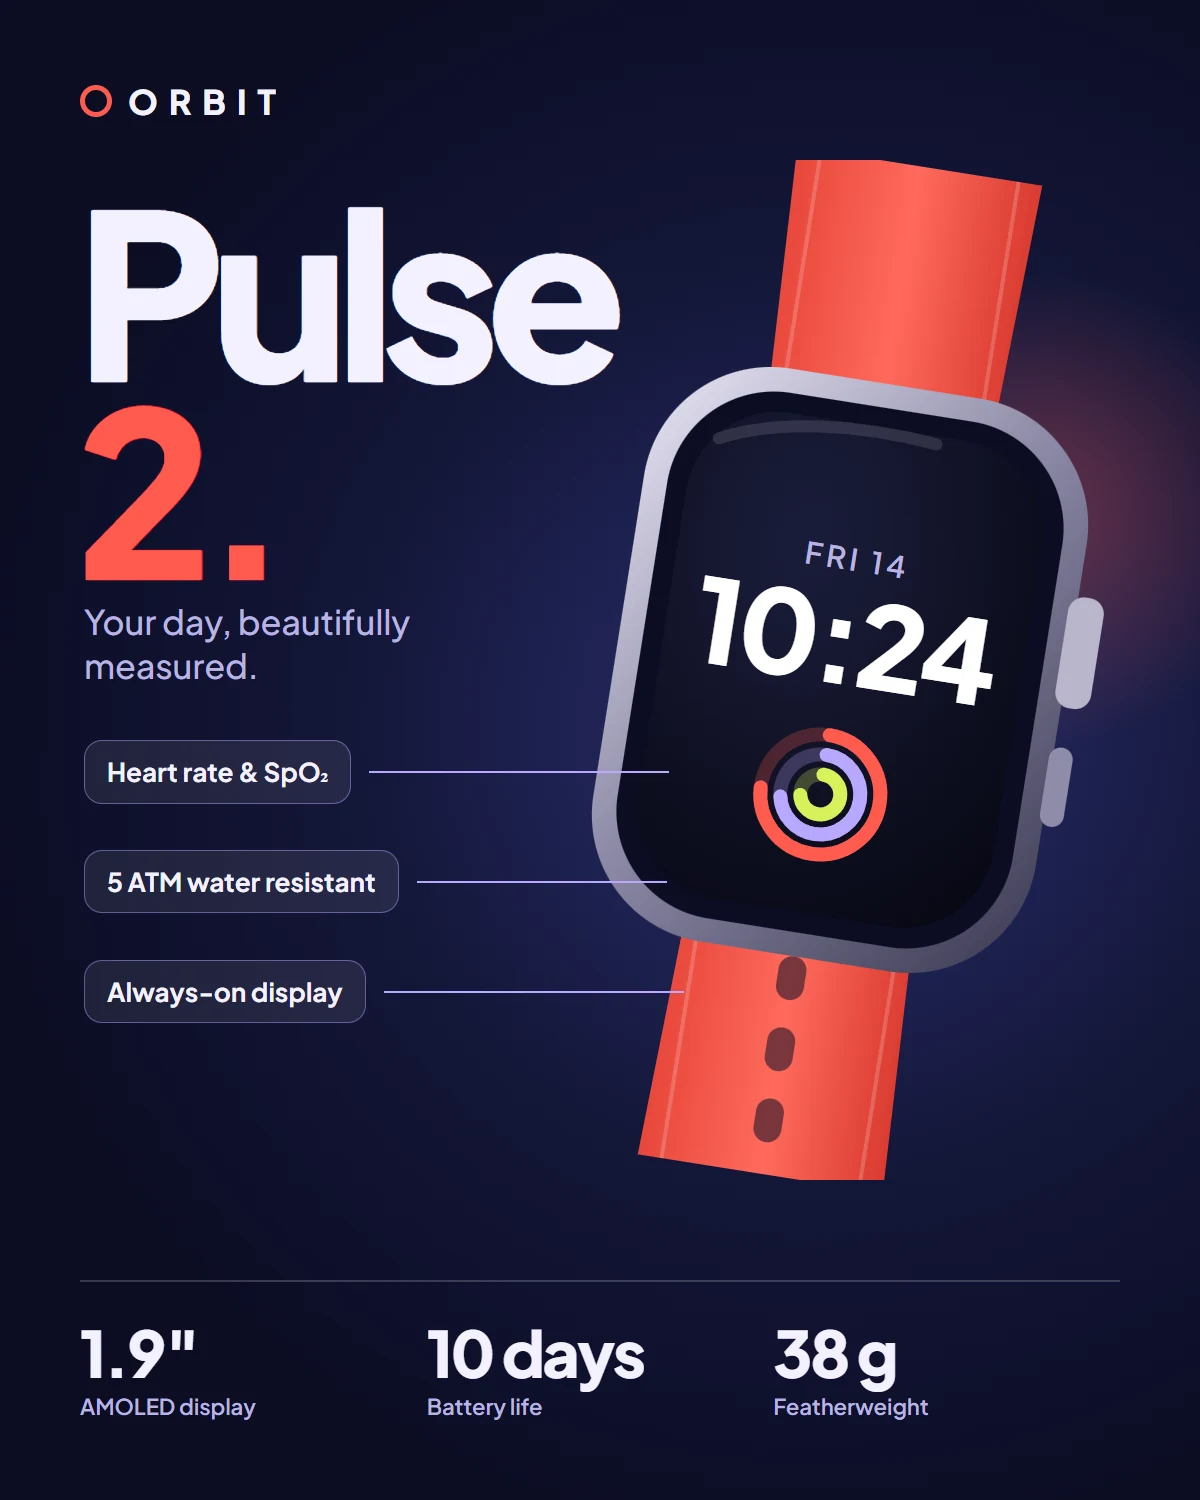 ORBIT
Pulse
2.
Your day, beautifully
measured.
Heart rate & SpO₂
5 ATM water resistant
Always-on display
FRI 14
10:24
1.9"
AMOLED display
10 days
Battery life
38 g
Featherweight